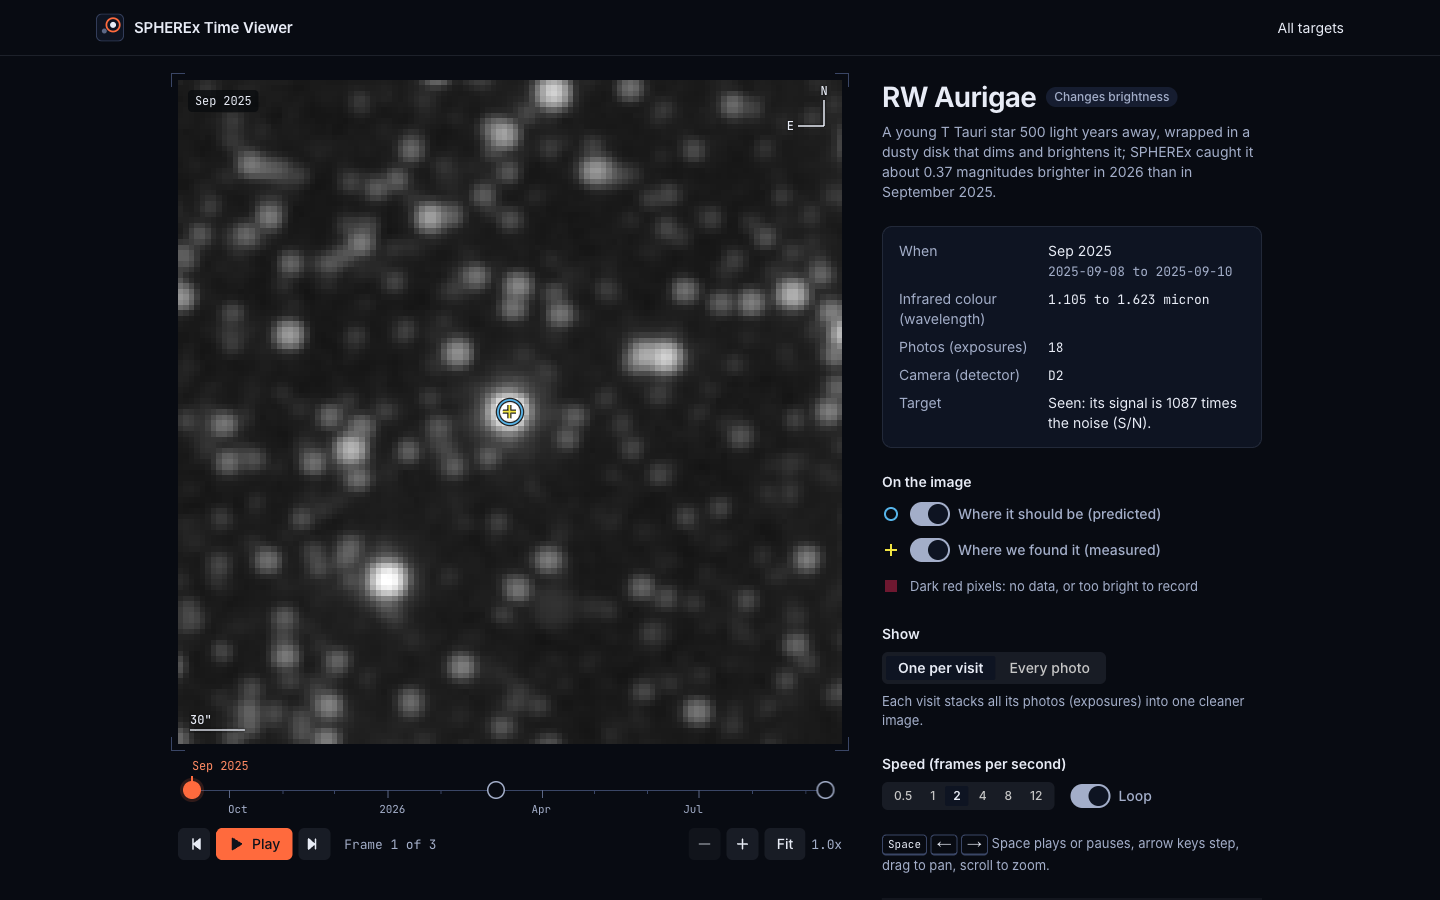 SPHEREx Time Viewer
All targets
Sep 2025
N
E
30"
Sep 2025
Oct
2026
Apr
Jul
Play
Frame 1 of 3
Fit
1.0x
RW Aurigae
Changes brightness
A young T Tauri star 500 light years away, wrapped in a
dusty disk that dims and brightens it; SPHEREx caught it
about 0.37 magnitudes brighter in 2026 than in
September 2025.
When
Sep 2025
2025-09-08 to 2025-09-10
Infrared colour
(wavelength)
1.105 to 1.623 micron
Photos (exposures)
18
Camera (detector)
D2
Target
Seen: its signal is 1087 times
the noise (S/N).
On the image
Where it should be (predicted)
Where we found it (measured)
Dark red pixels: no data, or too bright to record
Show
One per visit
Every photo
Each visit stacks all its photos (exposures) into one cleaner
image.
Speed (frames per second)
0.5 1 2 4 8 12
Loop
Space ← → Space plays or pauses, arrow keys step,
drag to pan, scroll to zoom.